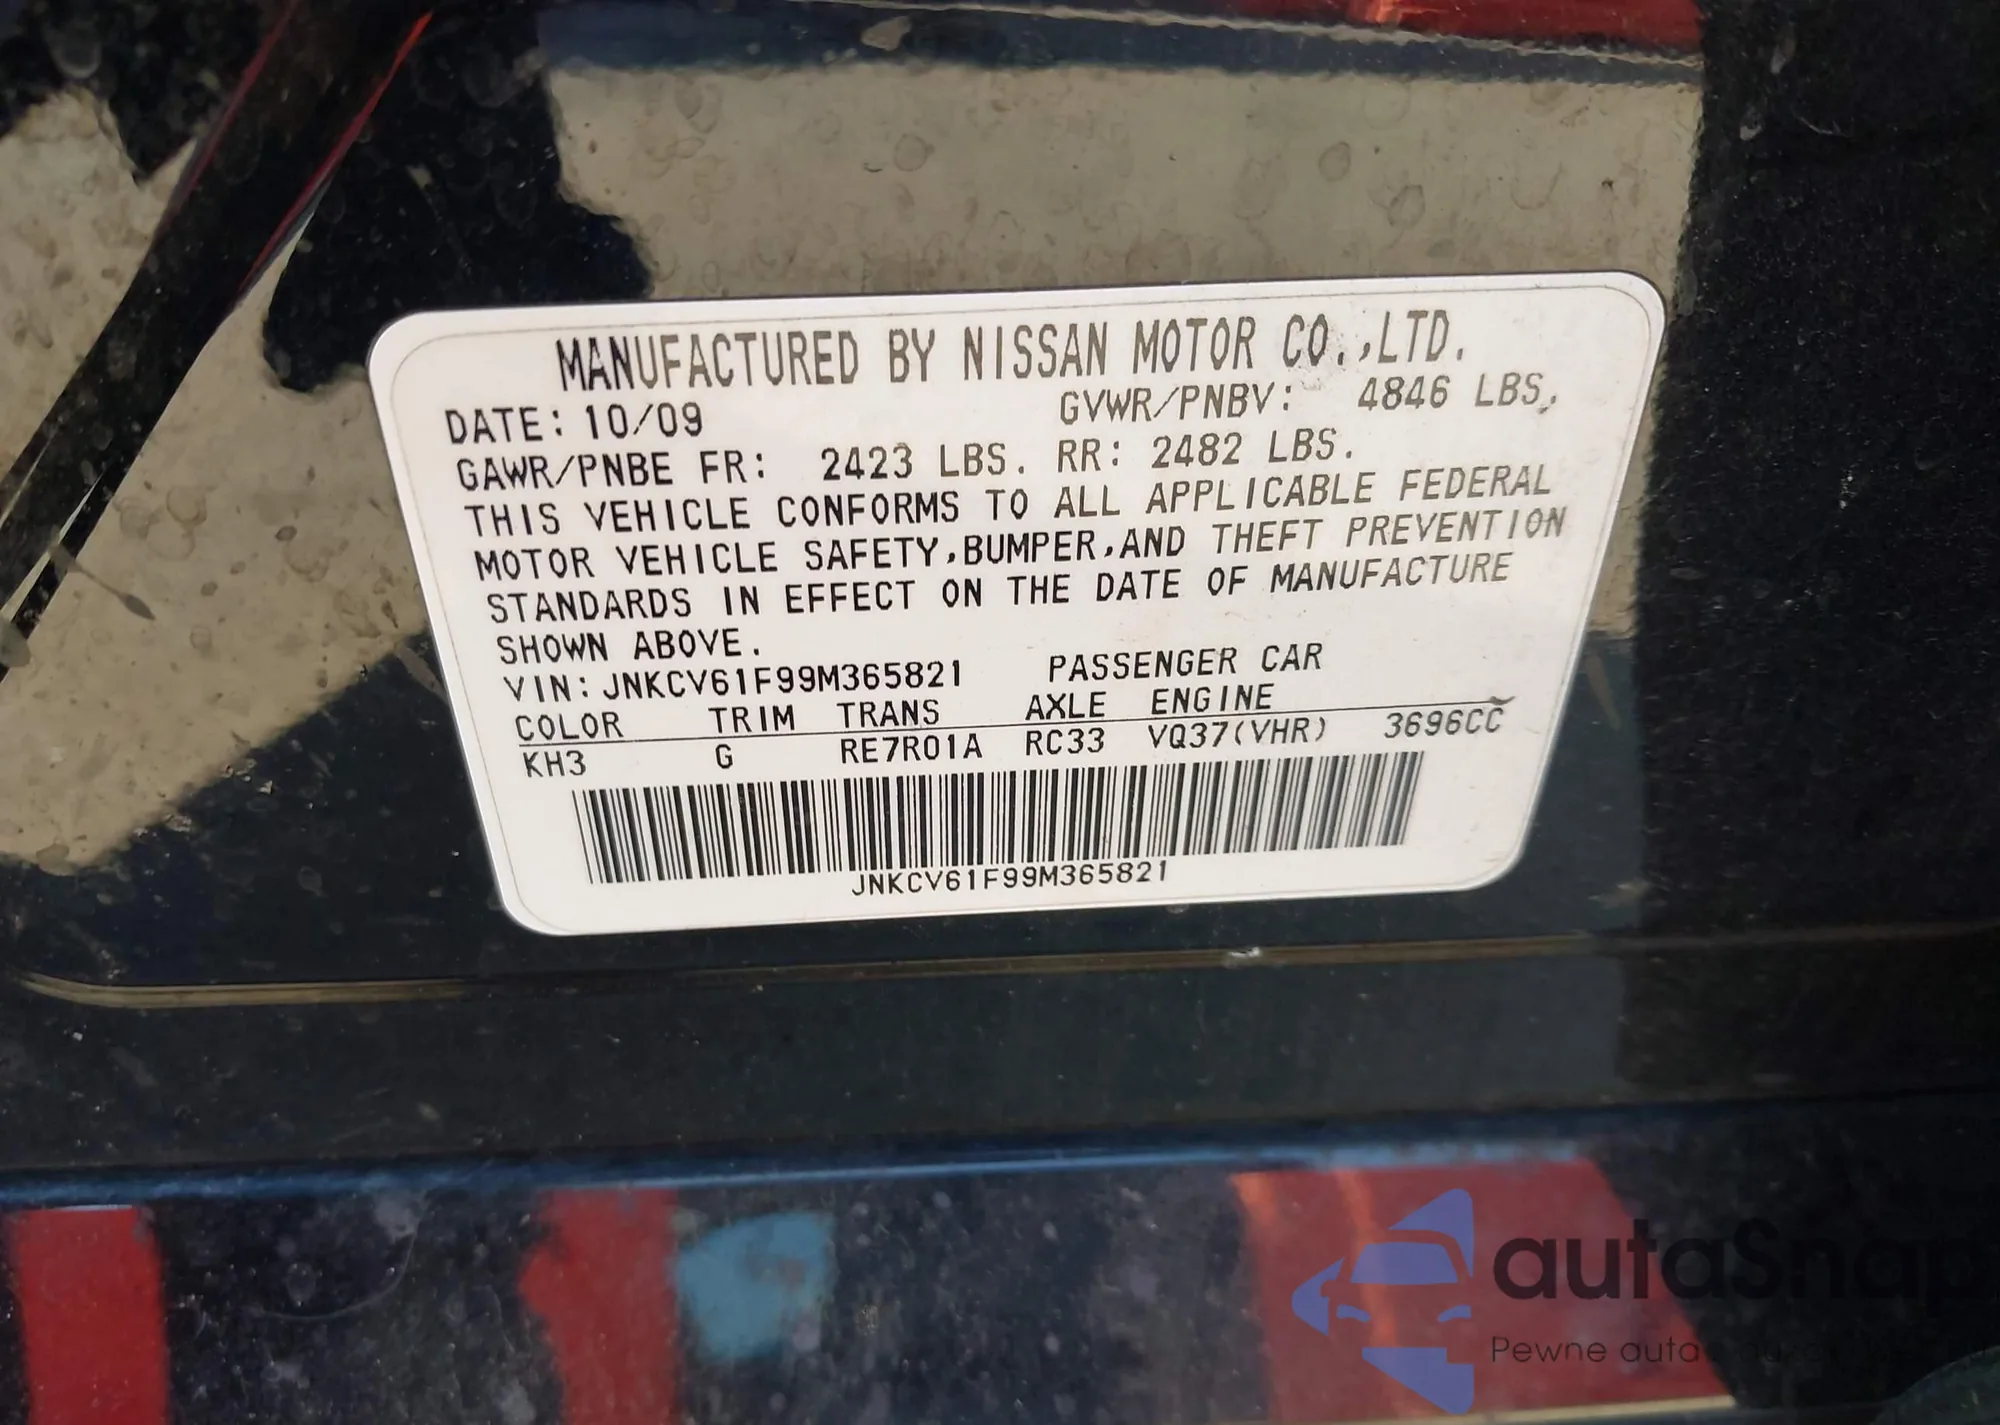 MANUFACTURED BY NISSAN MOTOR CO.,LTD.
DATE: 10/09 GVWR/PNBV: 4846 LBS.
GAWR/PNBE FR: 2423 LBS. RR: 2482 LBS.
THIS VEHICLE CONFORMS TO ALL APPLICABLE FEDERAL
MOTOR VEHICLE SAFETY,BUMPER,AND THEFT PREVENTION
STANDARDS IN EFFECT ON THE DATE OF MANUFACTURE
SHOWN ABOVE.
VIN: JNKCV61F99M365821 PASSENGER CAR
COLOR TRIM TRANS AXLE ENGINE
KH3 G RE7R01A RC33 VQ37(VHR) 3696CC
JNKCV61F99M365821
autaSnap
Pewne auta